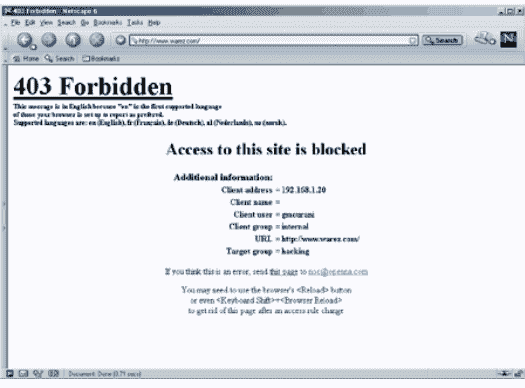 403 Forbidden - Netscape 6
File Edit View Search Go Bookmarks Tasks Help
http://www.warez.com/
Search
Home Search Bookmarks
403 Forbidden
This message is in English because "en" is the first supported language
of those your browser is set up to report as preferred.
Supported languages are: en (English), fr (Français), de (Deutsch), nl (Nederlands), no (norsk).
Access to this site is blocked
Additional information:
Client address = 192.168.1.20
Client name =
Client user =
Client group = internal
URL = http://www.warez.com/
Target group = hacking
If you think this is an error, send this page to
You may need to use the browser's <Reload> button
or even <Keyboard Shift>+<Browser Reload>
to get rid of this page after an access rule change
Document: Done (0.71 secs)